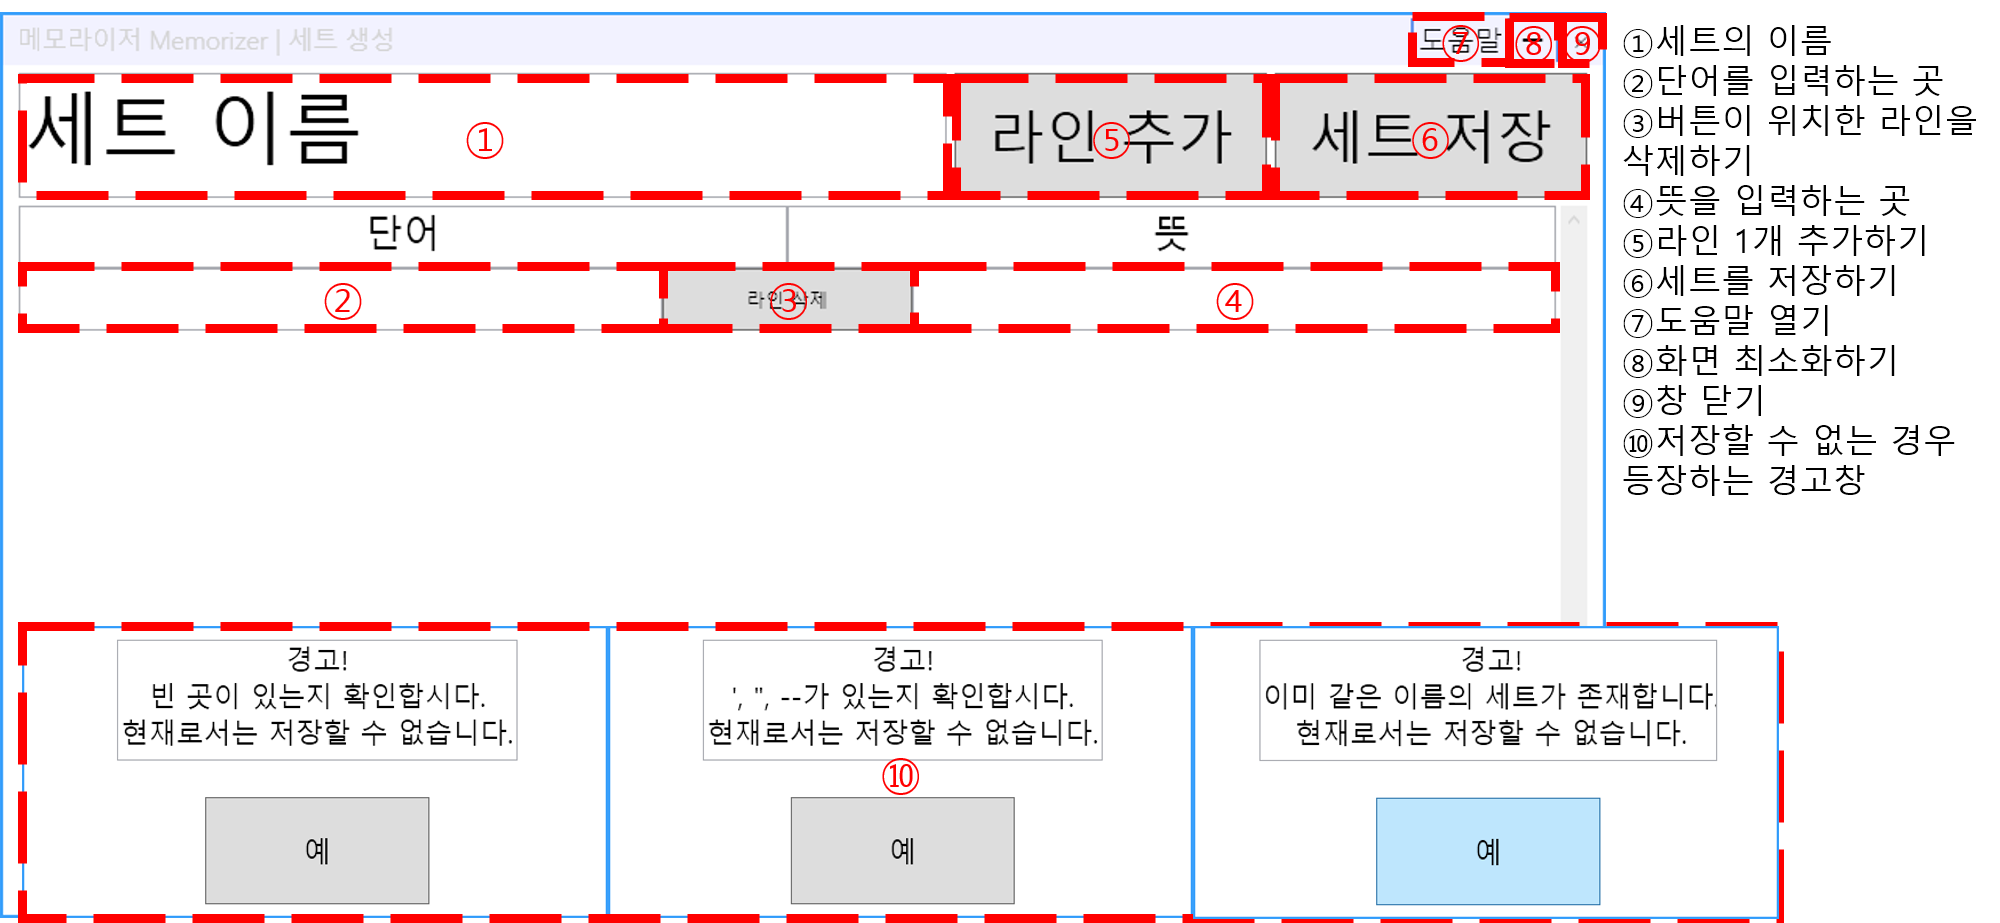 메모라이저 Memorizer | 세트 생성
도움말 ⑦ ⑧ ⑨
세트 이름 ①
라인 추가 ⑤
세트 저장 ⑥
단어
뜻
②
라인 삭제 ③
④
①세트의 이름
②단어를 입력하는 곳
③버튼이 위치한 라인을
삭제하기
④뜻을 입력하는 곳
⑤라인 1개 추가하기
⑥세트를 저장하기
⑦도움말 열기
⑧화면 최소화하기
⑨창 닫기
⑩저장할 수 없는 경우
등장하는 경고창
경고!
빈 곳이 있는지 확인합시다.
현재로서는 저장할 수 없습니다.
예
경고!
', ", --가 있는지 확인합시다.
현재로서는 저장할 수 없습니다.
⑩
예
경고!
이미 같은 이름의 세트가 존재합니다.
현재로서는 저장할 수 없습니다.
예